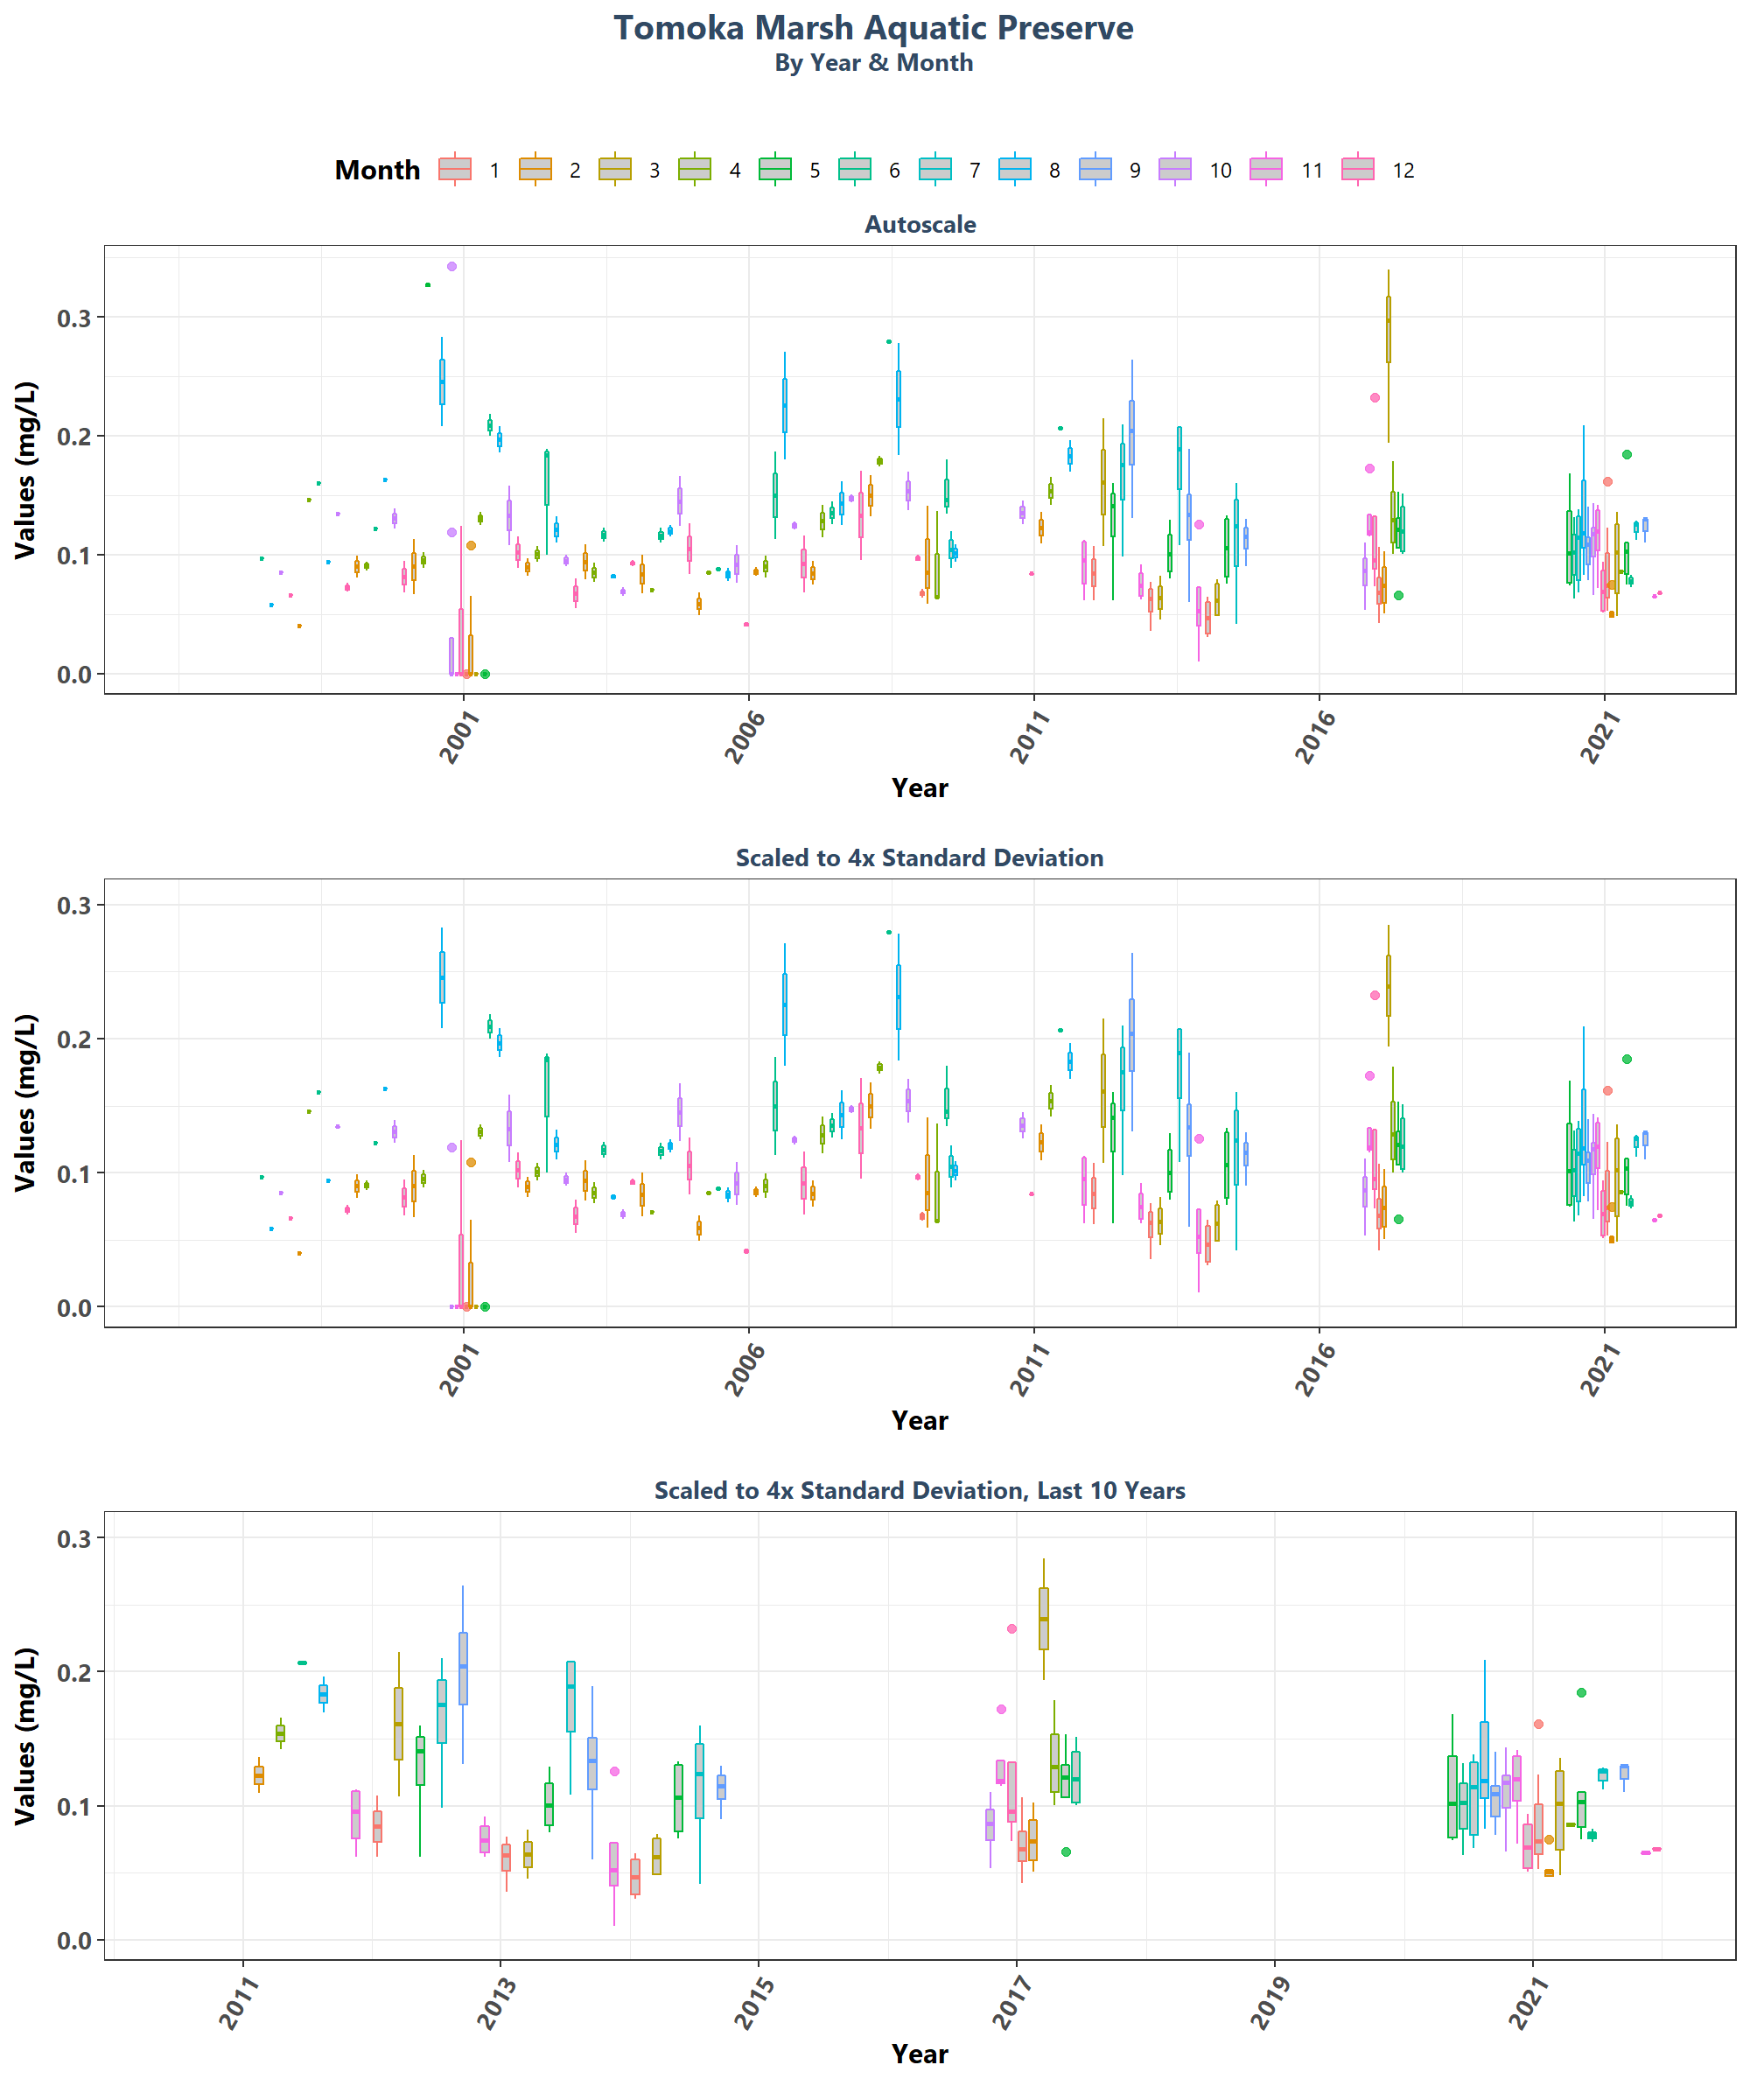 Tomoka Marsh Aquatic Preserve
By Year & Month
Month 1 2 3 4 5 6 7 8 9 10 11 12
Autoscale
Values (mg/L)
0.3
0.2
0.1
0.0
2001 2006 2011 2016 2021
Year
Scaled to 4x Standard Deviation
Values (mg/L)
0.3
0.2
0.1
0.0
2001 2006 2011 2016 2021
Year
Scaled to 4x Standard Deviation, Last 10 Years
Values (mg/L)
0.3
0.2
0.1
0.0
2011 2013 2015 2017 2019 2021
Year